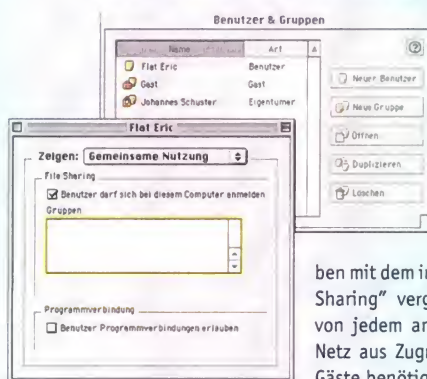 Benutzer & Gruppen
Name Art
Flat Eric Benutzer
Gast Gast
Johannes Schuster Eigentümer
Neuer Benutzer
Neue Gruppe
Öffnen
Duplizieren
Löschen
Flat Eric
Zeigen: Gemeinsame Nutzung
File Sharing
Benutzer darf sich bei diesem Computer anmelden
Gruppen
Programmverbindung
Benutzer Programmverbindungen erlauben
ben mit dem
Sharing” verg
von jedem
Netz aus Zugr
Gäste benötig